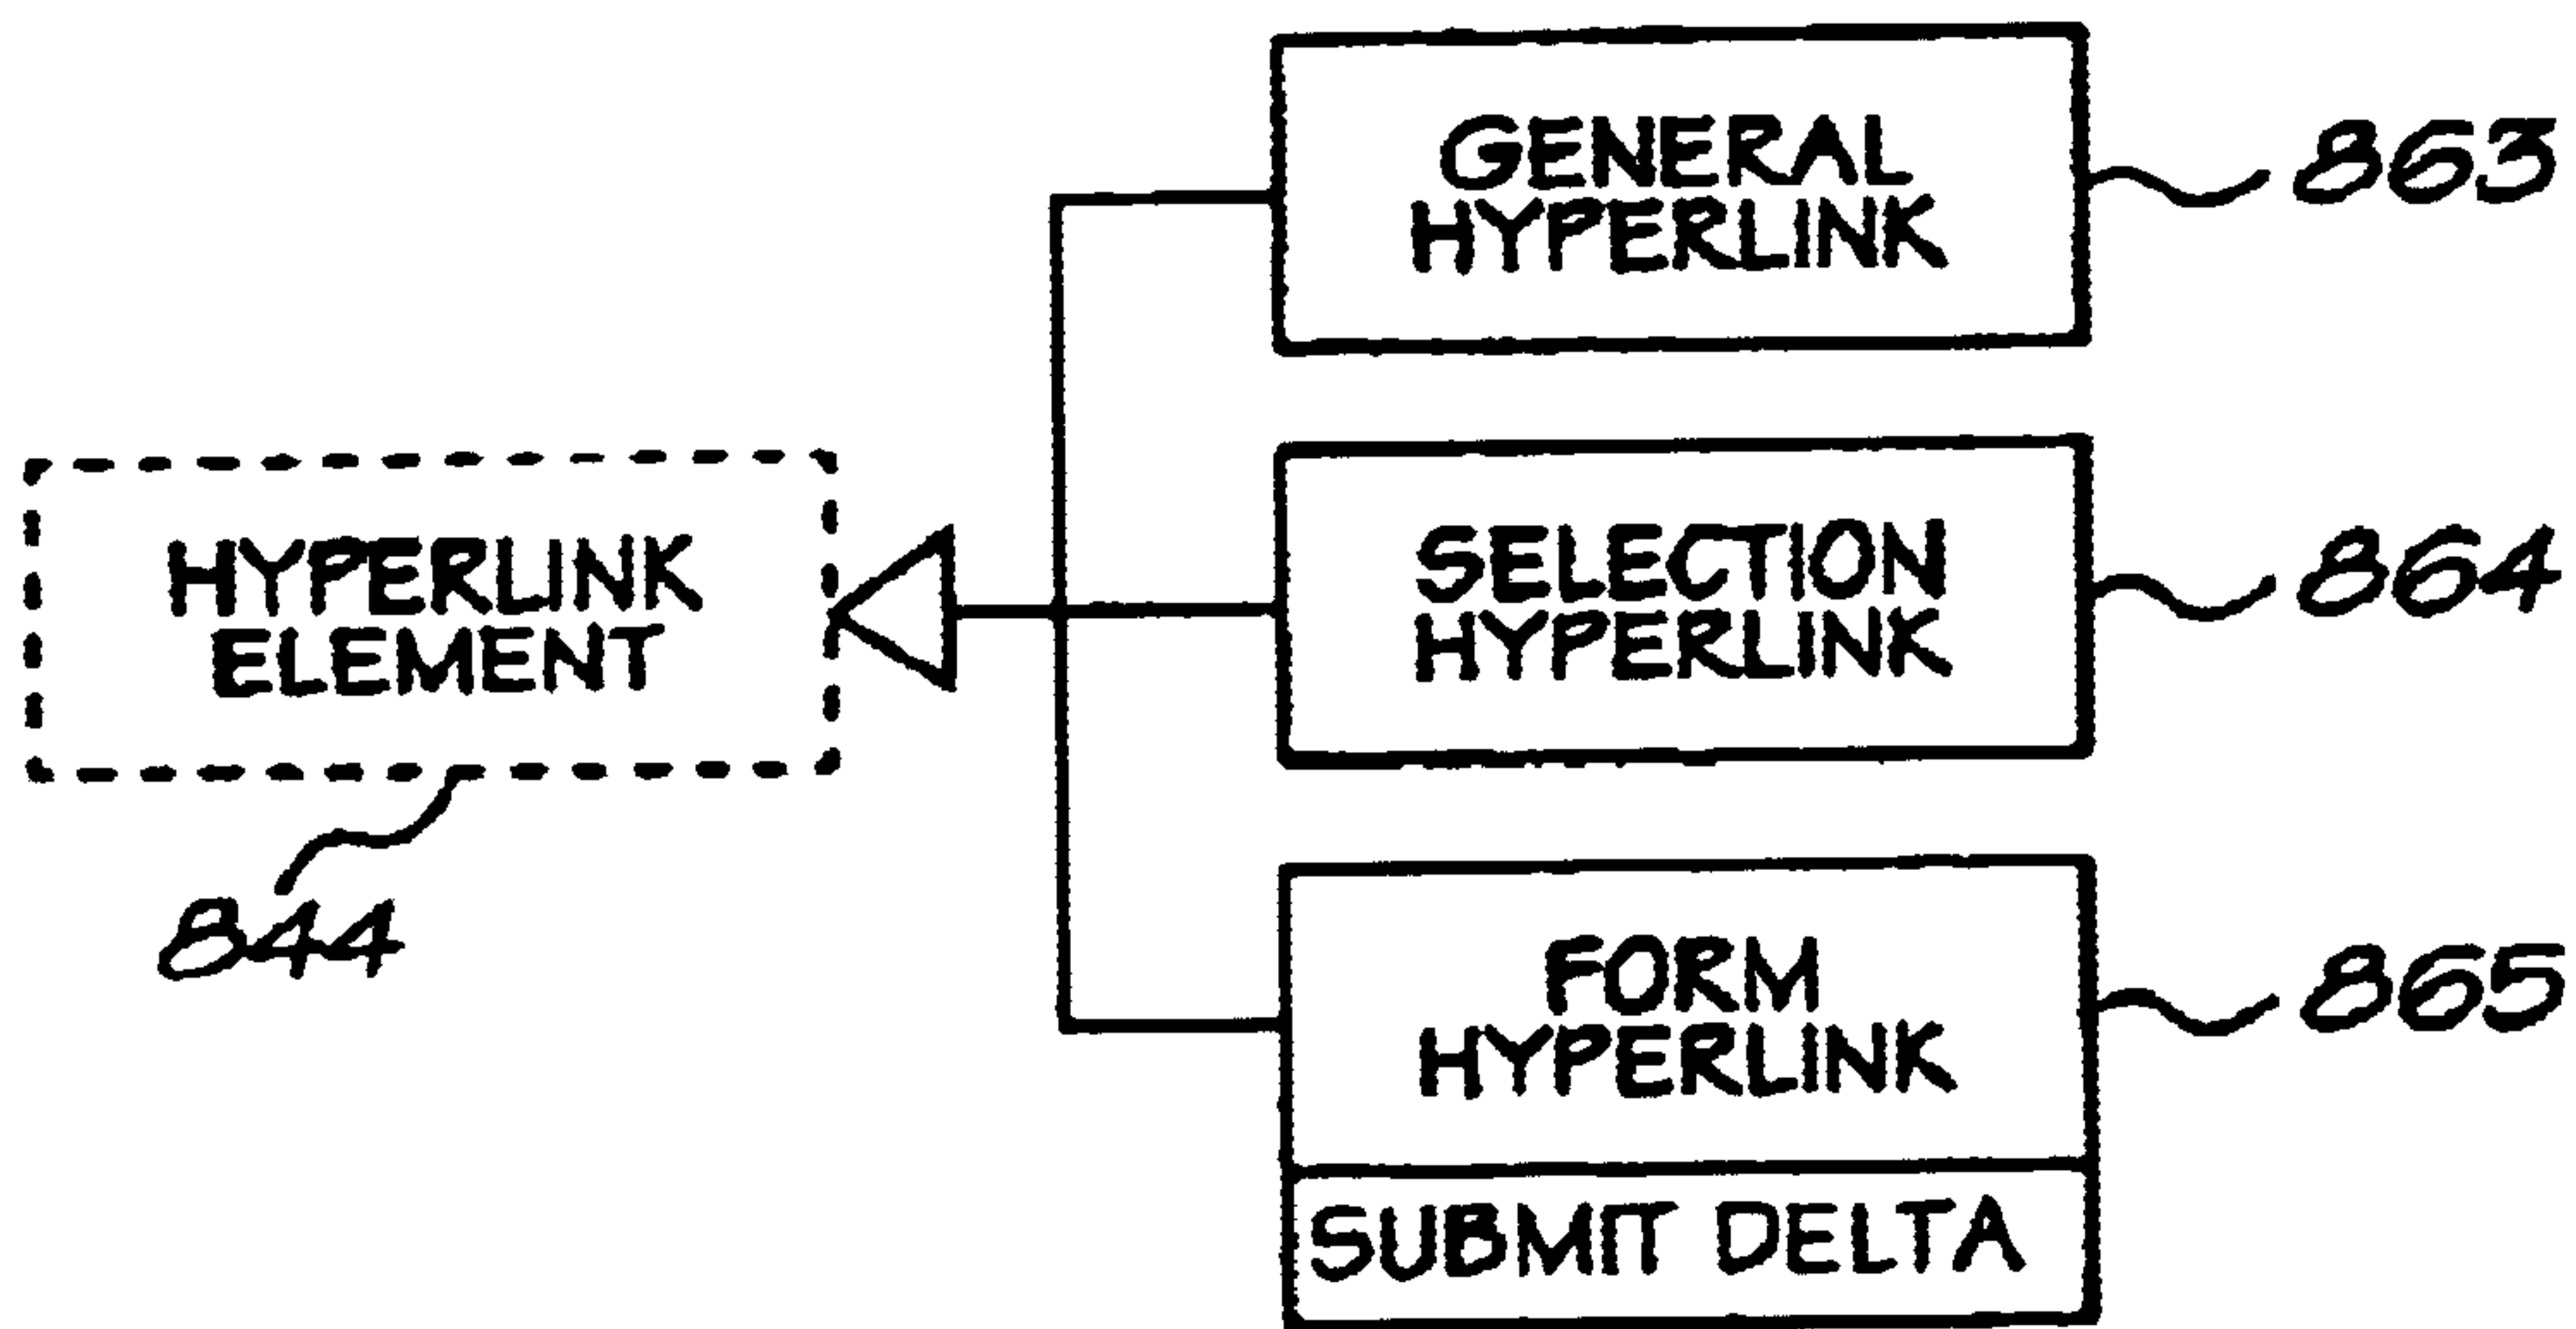 GENERAL
HYPERLINK
863
HYPERLINK
ELEMENT
844
SELECTION
HYPERLINK
864
FORM
HYPERLINK
865
SUBMIT DELTA